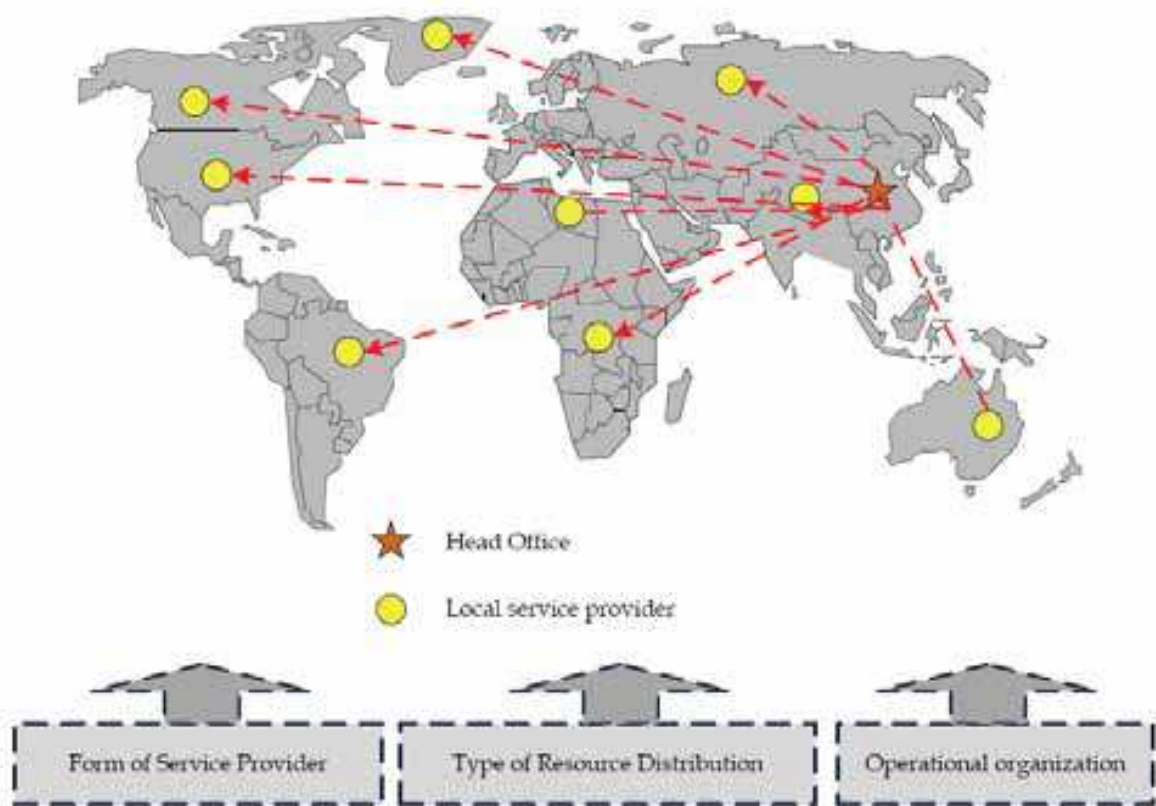 Head Office
Local service provider
Form of Service Provider
Type of Resource Distribution
Operational organization